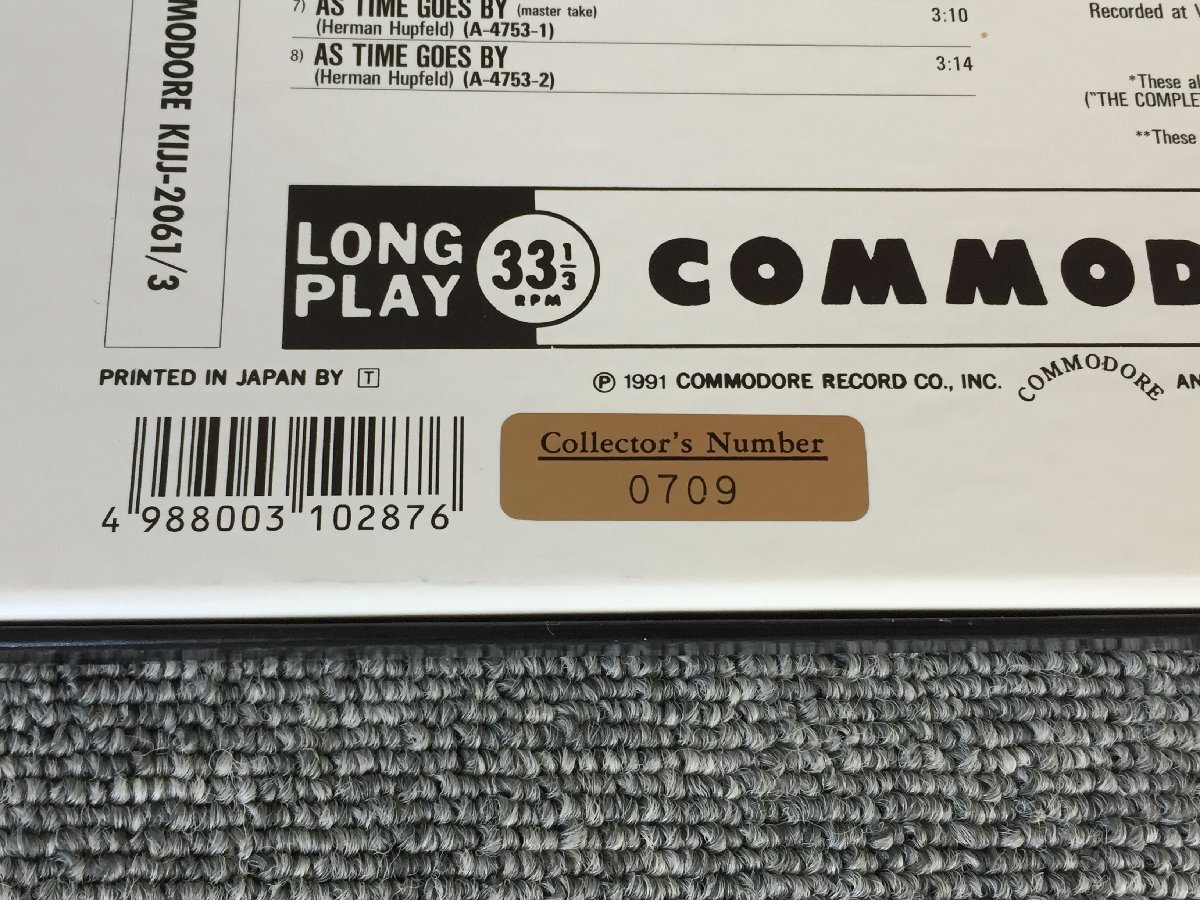 7) AS TIME GOES BY (master take) 3:10
(Herman Hupfeld) (A-4753-1)
8) AS TIME GOES BY 3:14
(Herman Hupfeld) (A-4753-2)
Recorded at
*These
("THE
**These
MODORE KIJJ-2061/3
LONG
PLAY
33 1/3
RPM
COMMOD
PRINTED IN JAPAN BY T
Ⓟ 1991 COMMODORE RECORD CO., INC. COMMODORE AN
Collector's Number
0709
4 988003 102876